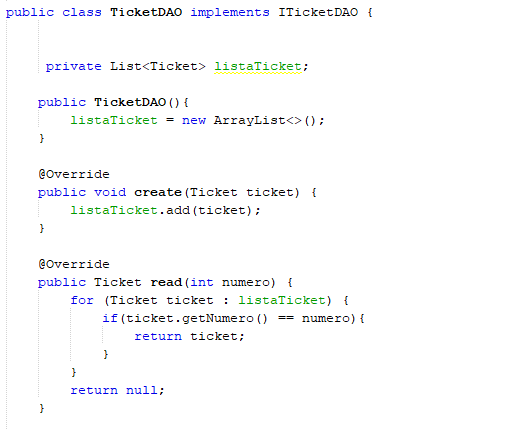 public class TicketDAO implements ITicketDAO {
private List<Ticket> listaTicket;
public TicketDAO(){
listaTicket = new ArrayList<>();
}
@Override
public void create(Ticket ticket) {
listaTicket.add(ticket);
}
@Override
public Ticket read(int numero) {
for (Ticket ticket : listaTicket) {
if(ticket.getNumero() == numero){
return ticket;
}
}
return null;
}